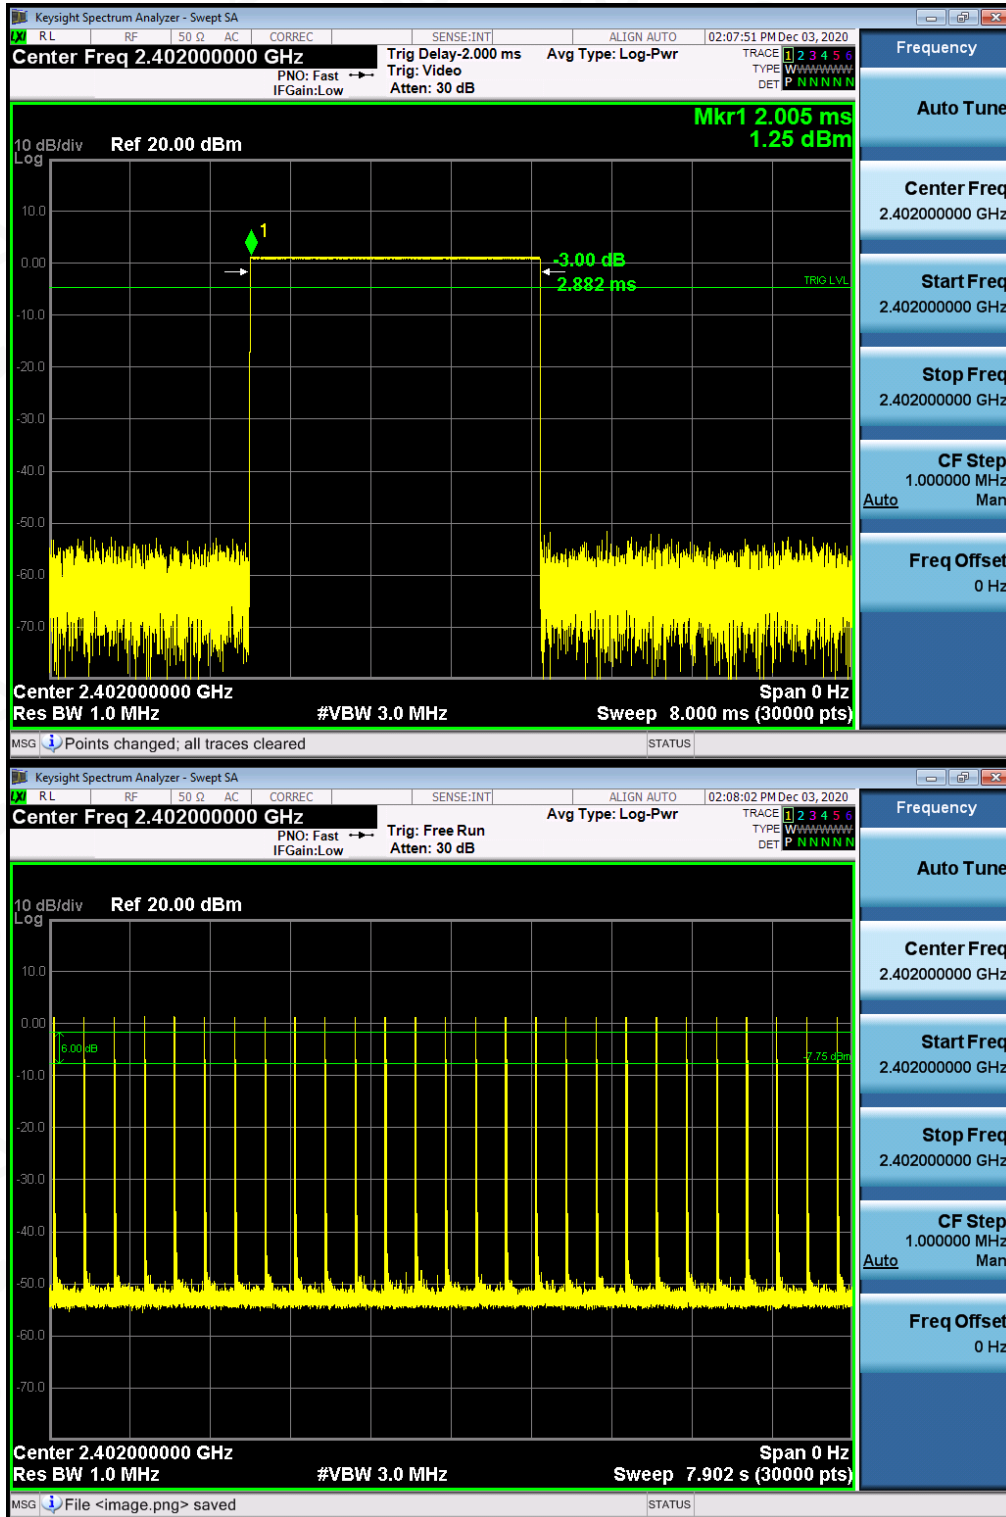 Keysight Spectrum Analyzer - Swept SA
LXI RL RF 50 Ω AC CORREC SENSE:INT ALIGN AUTO 02:07:51 PM Dec 03, 2020
Center Freq 2.402000000 GHz
PNO: Fast
IFGain:Low
Trig Delay-2.000 ms
Trig: Video
Atten: 30 dB
Avg Type: Log-Pwr
TRACE 1 2 3 4 5 6
TYPE WWWWWW
DET P N N N N N
Mkr1 2.005 ms
1.25 dBm
10 dB/div Ref 20.00 dBm
Log
10.0
1
0.00
-3.00 dB
2.882 ms
TRIG LVL
-10.0
-20.0
-30.0
-40.0
-50.0
-60.0
-70.0
Center 2.402000000 GHz Span 0 Hz
Res BW 1.0 MHz #VBW 3.0 MHz Sweep 8.000 ms (30000 pts)
MSG Points changed; all traces cleared STATUS
Frequency
Auto Tune
Center Freq
2.402000000 GHz
Start Freq
2.402000000 GHz
Stop Freq
2.402000000 GHz
CF Step
1.000000 MHz
Auto Man
Freq Offset
0 Hz
Keysight Spectrum Analyzer - Swept SA
LXI RL RF 50 Ω AC CORREC SENSE:INT ALIGN AUTO 02:08:02 PM Dec 03, 2020
Center Freq 2.402000000 GHz
PNO: Fast
IFGain:Low
Trig: Free Run
Atten: 30 dB
Avg Type: Log-Pwr
TRACE 1 2 3 4 5 6
TYPE WWWWWW
DET P N N N N N
10 dB/div Ref 20.00 dBm
Log
10.0
0.00
6.00 dB
-7.75 dBm
-10.0
-20.0
-30.0
-40.0
-50.0
-60.0
-70.0
Center 2.402000000 GHz Span 0 Hz
Res BW 1.0 MHz #VBW 3.0 MHz Sweep 7.902 s (30000 pts)
MSG File <image.png> saved STATUS
Frequency
Auto Tune
Center Freq
2.402000000 GHz
Start Freq
2.402000000 GHz
Stop Freq
2.402000000 GHz
CF Step
1.000000 MHz
Auto Man
Freq Offset
0 Hz